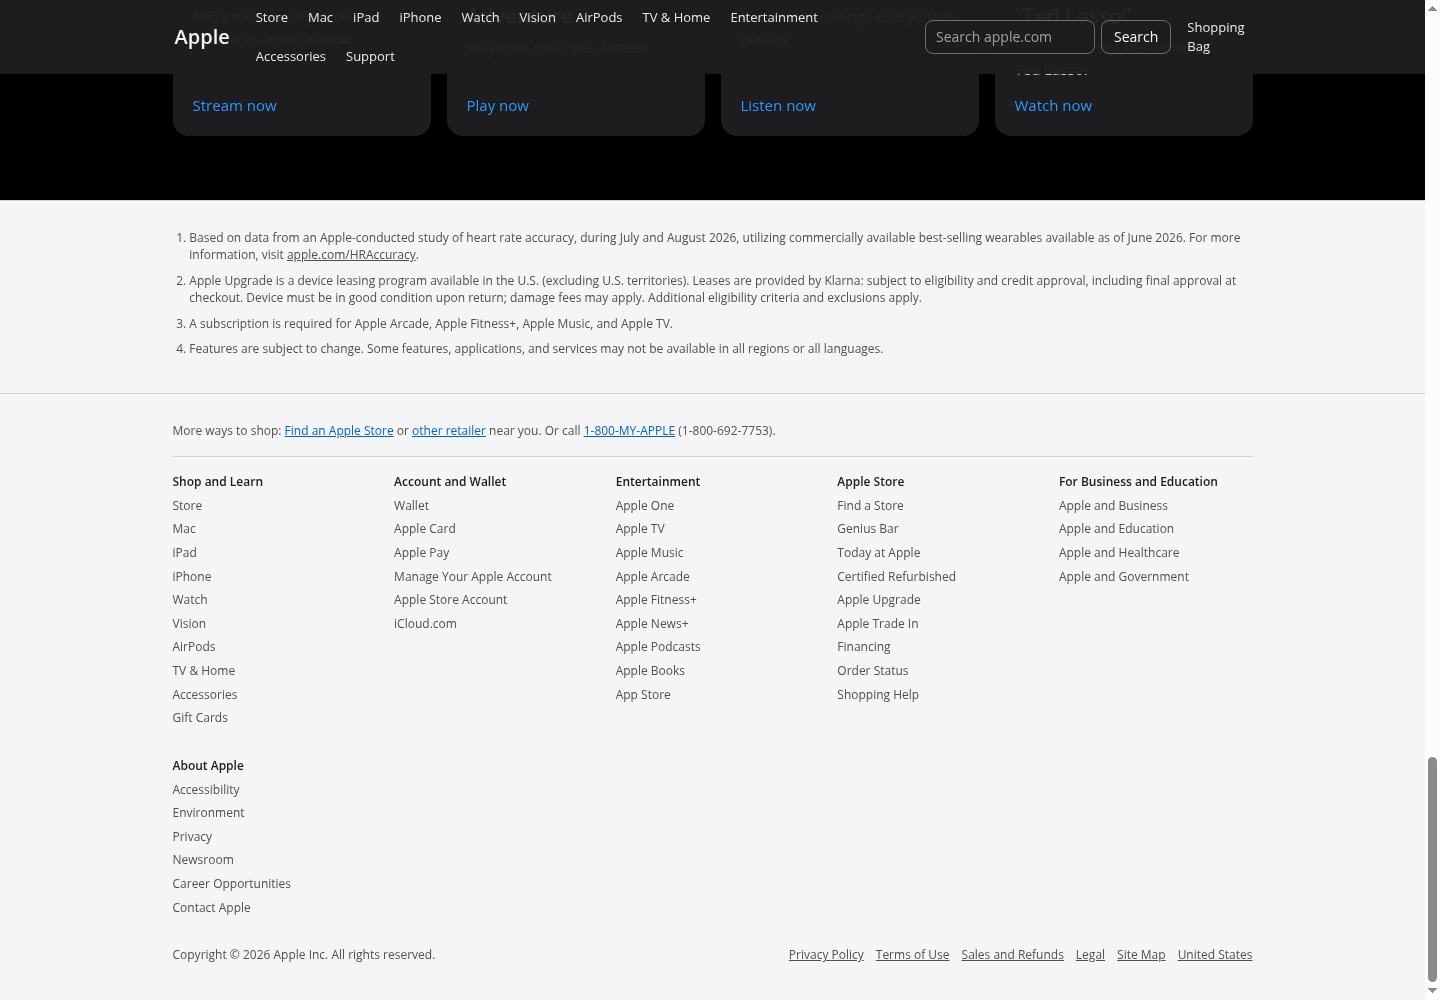 Store Mac iPad iPhone Watch Vision AirPods TV & Home Entertainment
Accessories Support
Apple
Search apple.com
Search
Shopping
Bag
Stream now
Play now
Listen now
Watch now
1. Based on data from an Apple-conducted study of heart rate accuracy, during July and August 2026, utilizing commercially available best-selling wearables available as of June 2026. For more
information, visit apple.com/HRAccuracy.
2. Apple Upgrade is a device leasing program available in the U.S. (excluding U.S. territories). Leases are provided by Klarna: subject to eligibility and credit approval, including final approval at
checkout. Device must be in good condition upon return; damage fees may apply. Additional eligibility criteria and exclusions apply.
3. A subscription is required for Apple Arcade, Apple Fitness+, Apple Music, and Apple TV.
4. Features are subject to change. Some features, applications, and services may not be available in all regions or all languages.
More ways to shop: Find an Apple Store or other retailer near you. Or call 1-800-MY-APPLE (1-800-692-7753).
Shop and Learn
Store
Mac
iPad
iPhone
Watch
Vision
AirPods
TV & Home
Accessories
Gift Cards
Account and Wallet
Wallet
Apple Card
Apple Pay
Manage Your Apple Account
Apple Store Account
iCloud.com
Entertainment
Apple One
Apple TV
Apple Music
Apple Arcade
Apple Fitness+
Apple News+
Apple Podcasts
Apple Books
App Store
Apple Store
Find a Store
Genius Bar
Today at Apple
Certified Refurbished
Apple Upgrade
Apple Trade In
Financing
Order Status
Shopping Help
For Business and Education
Apple and Business
Apple and Education
Apple and Healthcare
Apple and Government
About Apple
Accessibility
Environment
Privacy
Newsroom
Career Opportunities
Contact Apple
Copyright © 2026 Apple Inc. All rights reserved.
Privacy Policy Terms of Use Sales and Refunds Legal Site Map United States